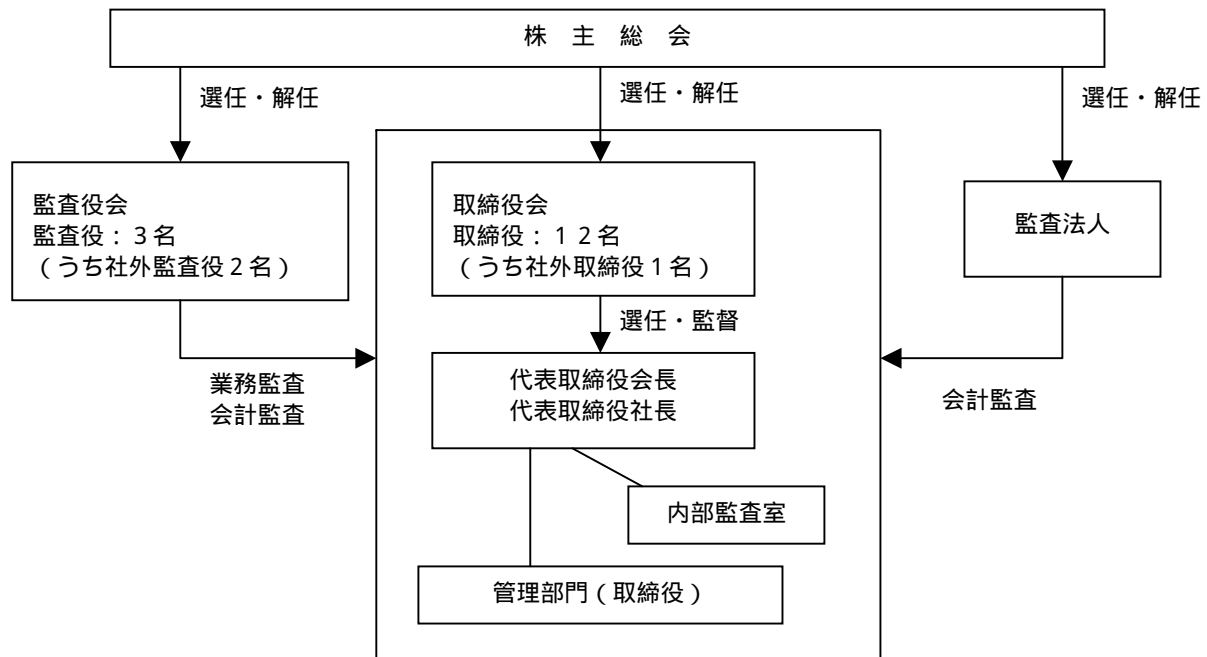 株 主 総 会
選任・解任
選任・解任
選任・解任
監査役会
監査役：３名
（うち社外監査役２名）
取締役会
取締役：１２名
（うち社外取締役１名）
監査法人
選任・監督
業務監査
会計監査
代表取締役会長
代表取締役社長
会計監査
内部監査室
管理部門（取締役）